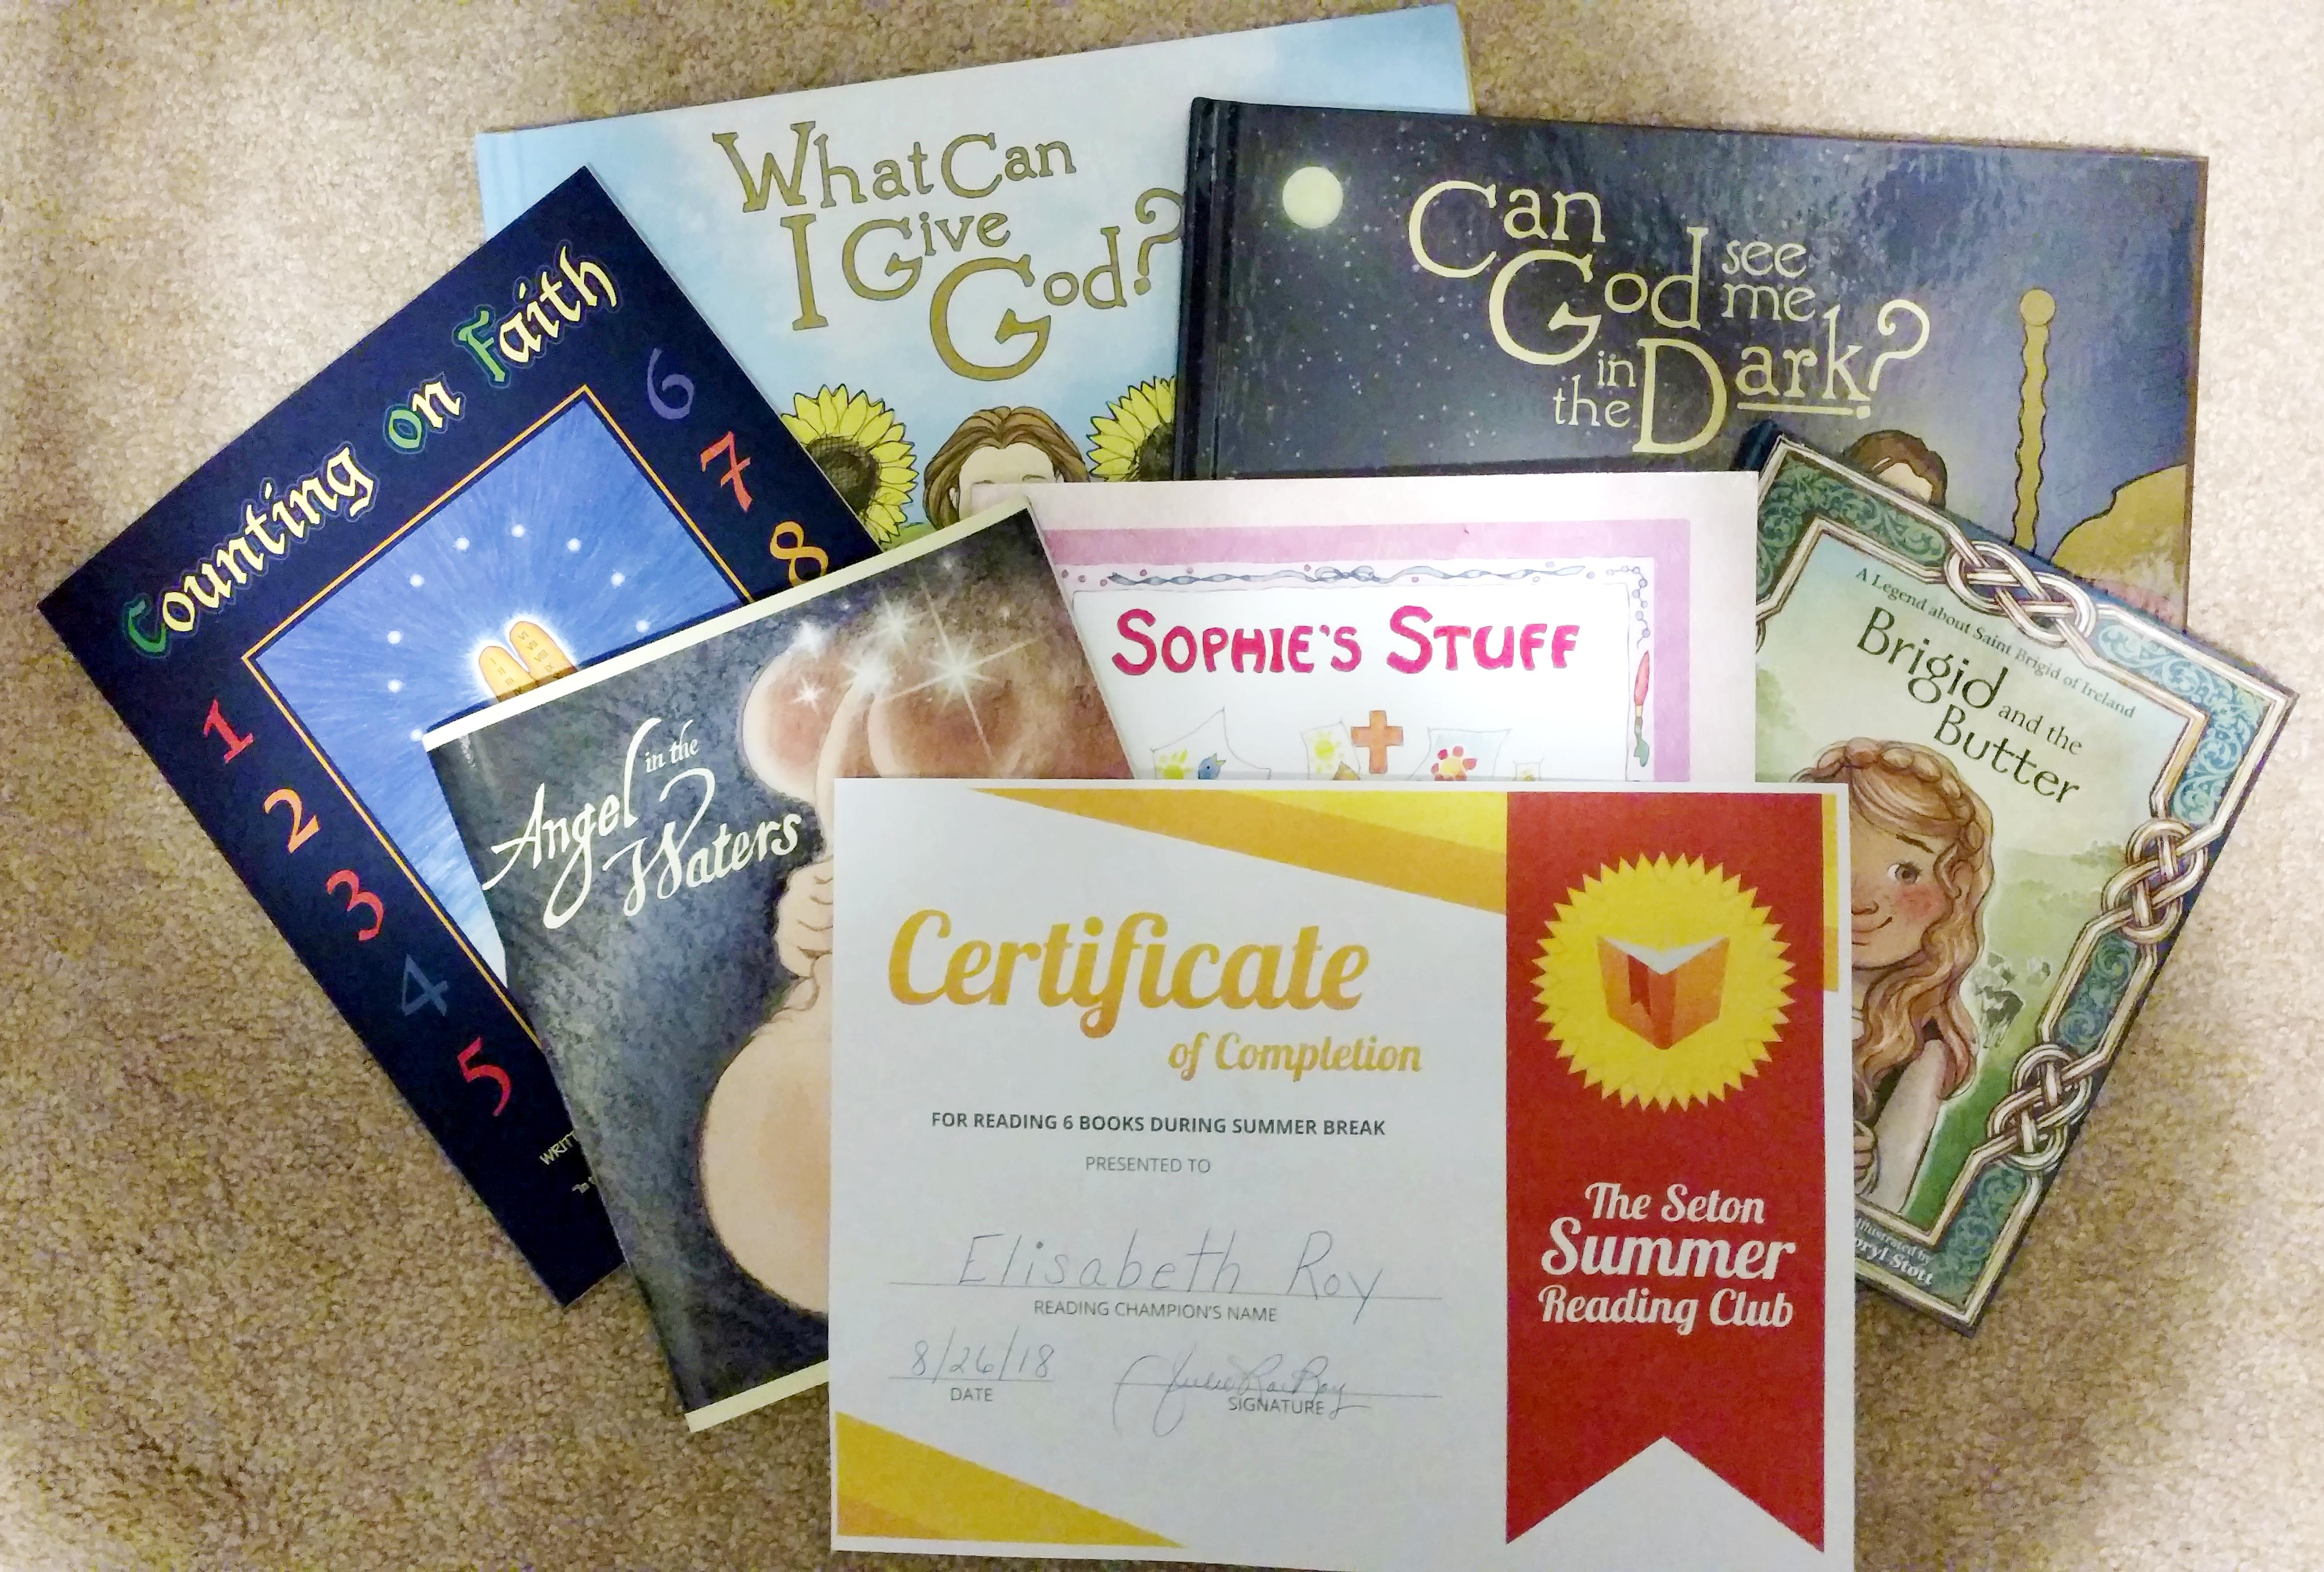 What Can
I Give
God?
Can
God see
me
in
the Dark?
Counting on Faith
6
7
8
1
2
3
4
5
Angel in the
Waters
SOPHIE'S STUFF
A Legend about Saint Brigid of Ireland
Brigid and the
Butter
Illustrated by
Stott
Certificate
of Completion
FOR READING 6 BOOKS DURING SUMMER BREAK
PRESENTED TO
Elisabeth Roy
READING CHAMPION'S NAME
8/26/18
DATE
SIGNATURE
The Seton
Summer
Reading Club